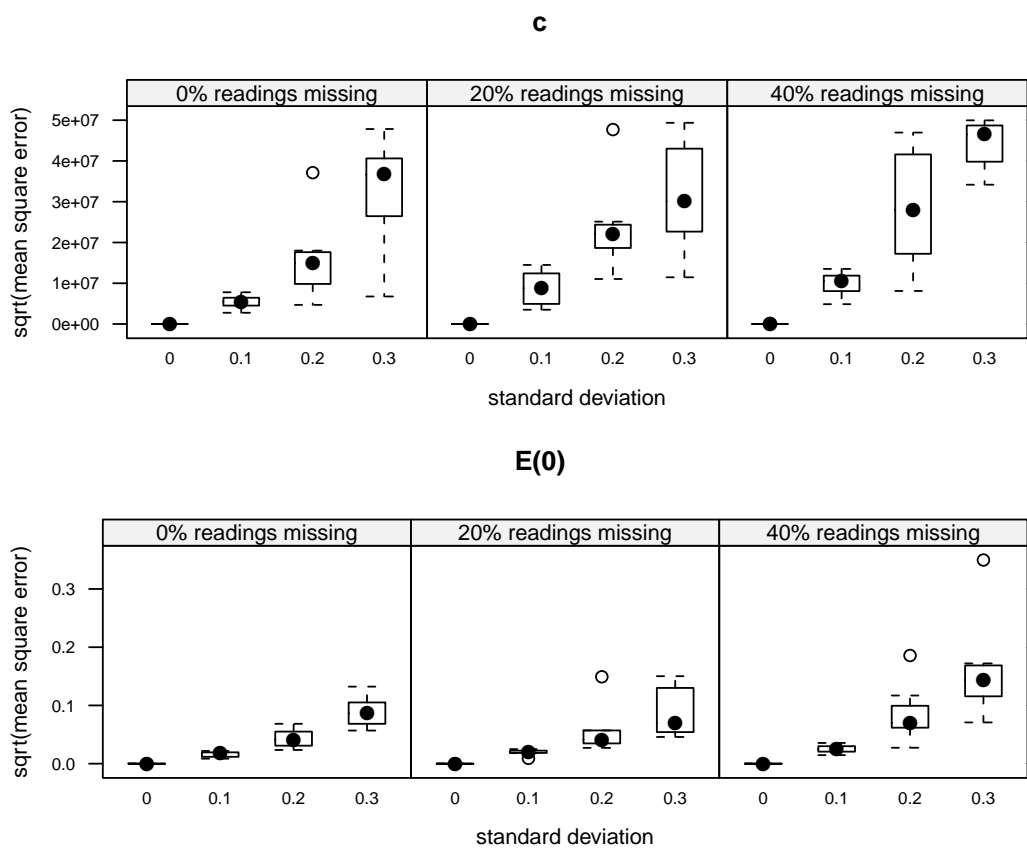 c
0% readings missing 20% readings missing 40% readings missing
sqrt(mean square error)
5e+07
4e+07
3e+07
2e+07
1e+07
0e+00
0 0.1 0.2 0.3 0 0.1 0.2 0.3 0 0.1 0.2 0.3
standard deviation
E(0)
0% readings missing 20% readings missing 40% readings missing
sqrt(mean square error)
0.3
0.2
0.1
0.0
0 0.1 0.2 0.3 0 0.1 0.2 0.3 0 0.1 0.2 0.3
standard deviation